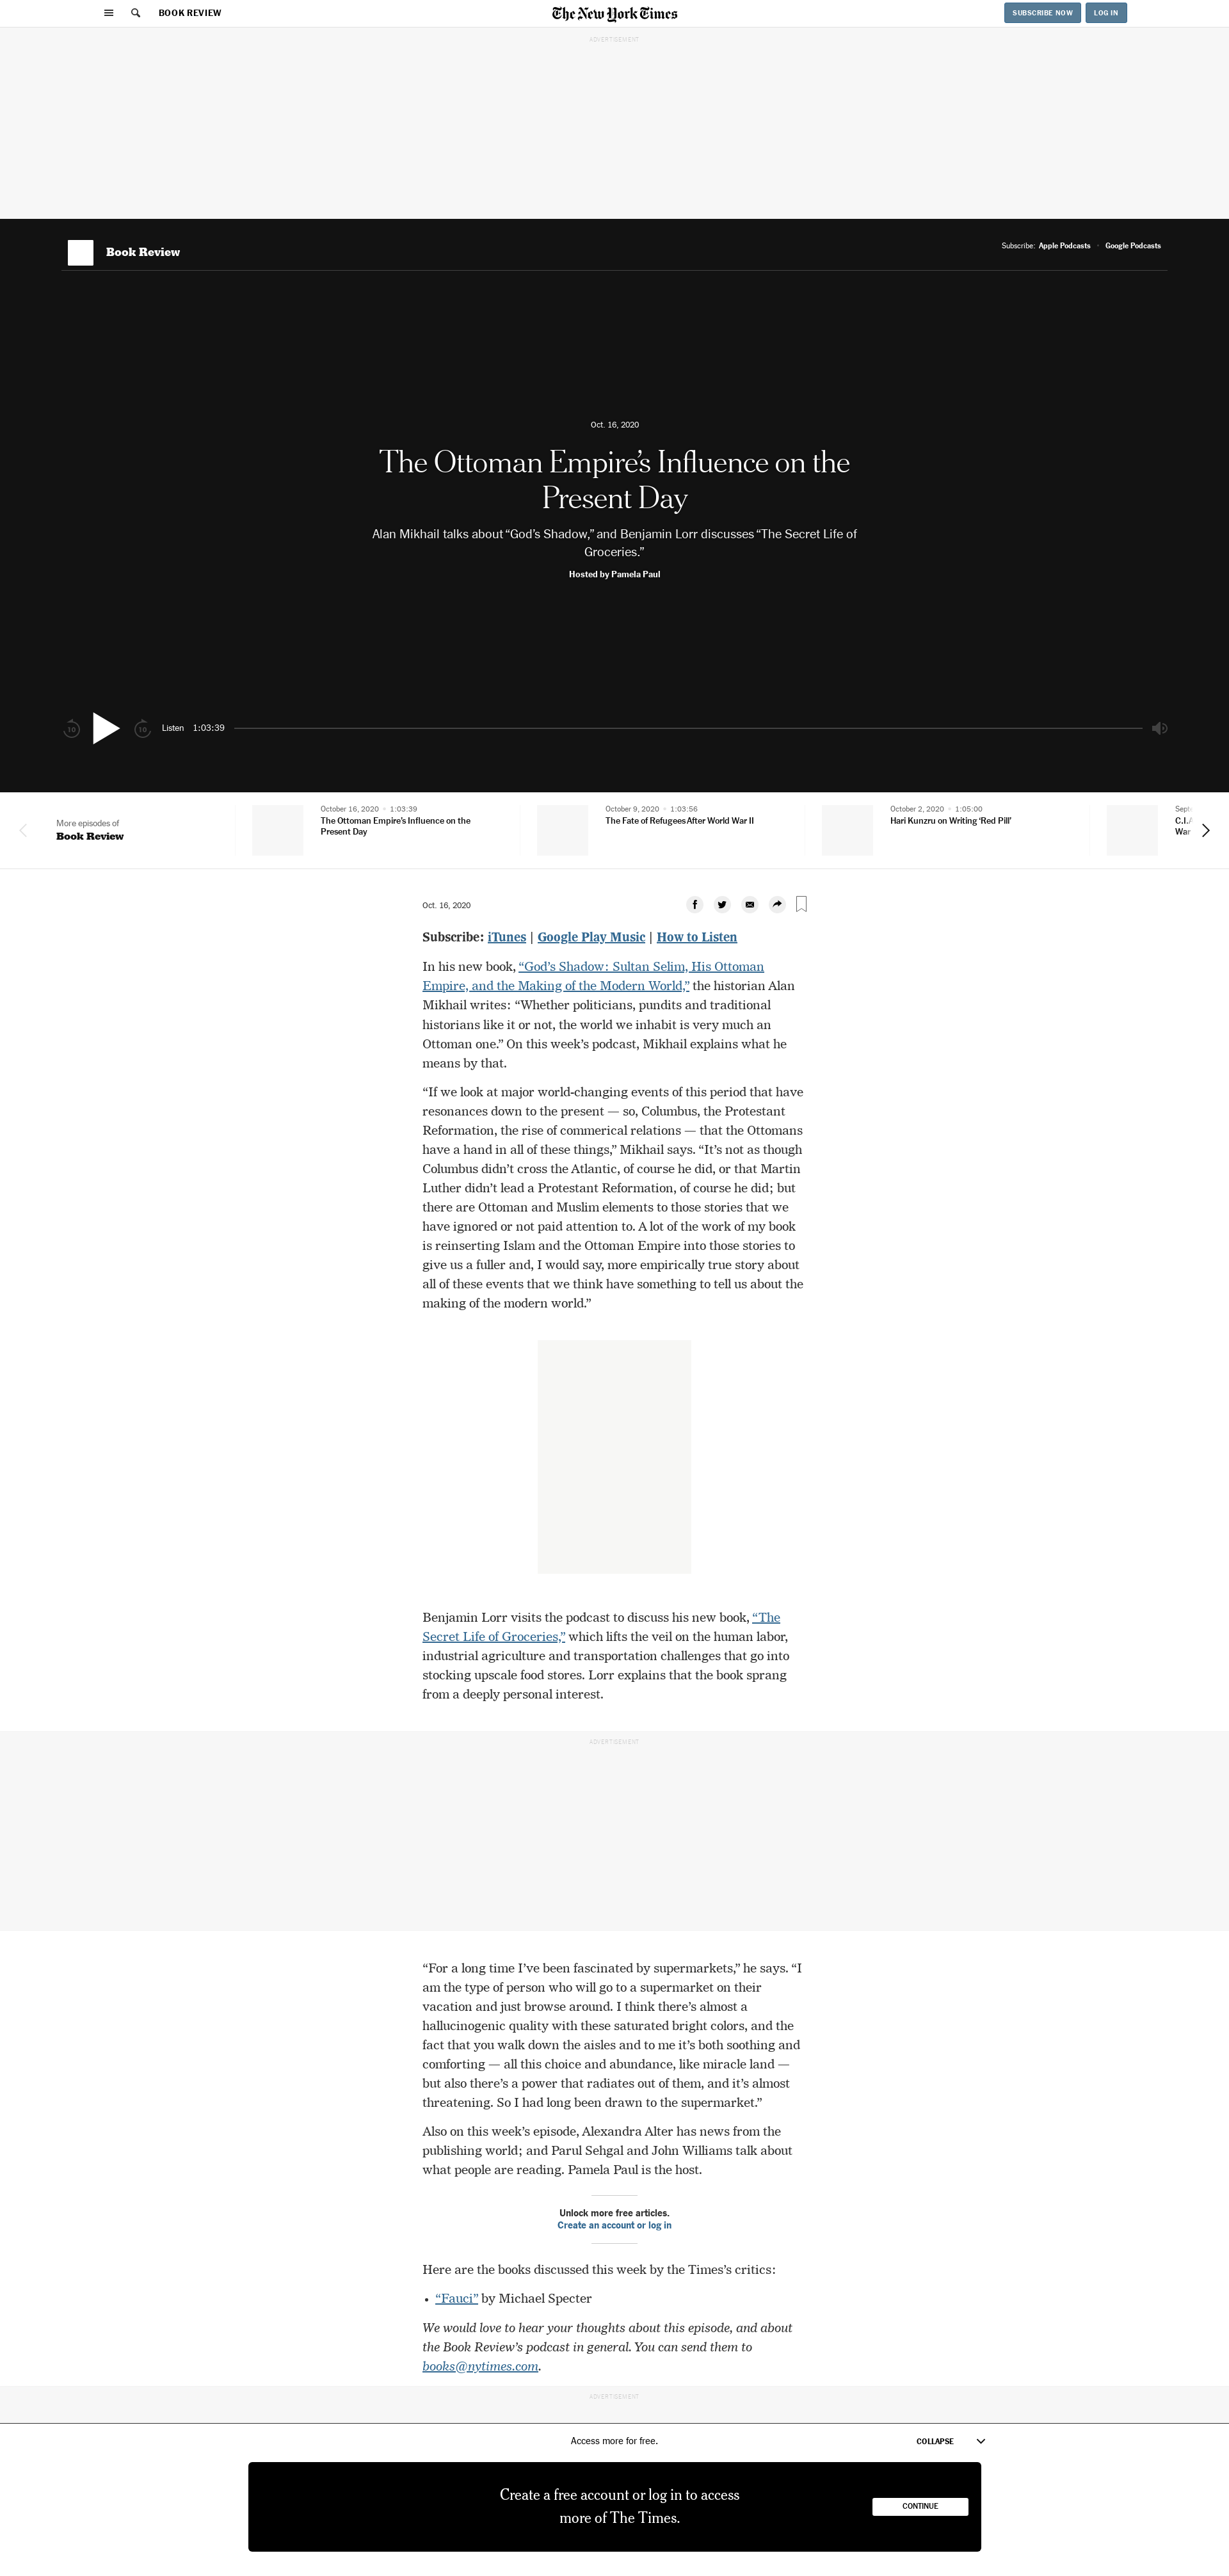 BOOK REVIEW
The New York Times
SUBSCRIBE NOW
LOG IN
ADVERTISEMENT
Book Review
Subscribe: Apple Podcasts • Google Podcasts
Oct. 16, 2020
The Ottoman Empire’s Influence on the
Present Day
Alan Mikhail talks about “God’s Shadow,” and Benjamin Lorr discusses “The Secret Life of
Groceries.”
Hosted by Pamela Paul
10
10
Listen 1:03:39
More episodes of
Book Review
October 16, 2020 • 1:03:39
The Ottoman Empire’s Influence on the
Present Day
October 9, 2020 • 1:03:56
The Fate of Refugees After World War II
October 2, 2020 • 1:05:00
Hari Kunzru on Writing ‘Red Pill’
Sept
C.I.A
War
Oct. 16, 2020
Subscribe: iTunes | Google Play Music | How to Listen
In his new book, “God’s Shadow: Sultan Selim, His Ottoman
Empire, and the Making of the Modern World,” the historian Alan
Mikhail writes: “Whether politicians, pundits and traditional
historians like it or not, the world we inhabit is very much an
Ottoman one.” On this week’s podcast, Mikhail explains what he
means by that.
“If we look at major world-changing events of this period that have
resonances down to the present — so, Columbus, the Protestant
Reformation, the rise of commerical relations — that the Ottomans
have a hand in all of these things,” Mikhail says. “It’s not as though
Columbus didn’t cross the Atlantic, of course he did, or that Martin
Luther didn’t lead a Protestant Reformation, of course he did; but
there are Ottoman and Muslim elements to those stories that we
have ignored or not paid attention to. A lot of the work of my book
is reinserting Islam and the Ottoman Empire into those stories to
give us a fuller and, I would say, more empirically true story about
all of these events that we think have something to tell us about the
making of the modern world.”
Benjamin Lorr visits the podcast to discuss his new book, “The
Secret Life of Groceries,” which lifts the veil on the human labor,
industrial agriculture and transportation challenges that go into
stocking upscale food stores. Lorr explains that the book sprang
from a deeply personal interest.
ADVERTISEMENT
“For a long time I’ve been fascinated by supermarkets,” he says. “I
am the type of person who will go to a supermarket on their
vacation and just browse around. I think there’s almost a
hallucinogenic quality with these saturated bright colors, and the
fact that you walk down the aisles and to me it’s both soothing and
comforting — all this choice and abundance, like miracle land —
but also there’s a power that radiates out of them, and it’s almost
threatening. So I had long been drawn to the supermarket.”
Also on this week’s episode, Alexandra Alter has news from the
publishing world; and Parul Sehgal and John Williams talk about
what people are reading. Pamela Paul is the host.
Unlock more free articles.
Create an account or log in
Here are the books discussed this week by the Times’s critics:
• “Fauci” by Michael Specter
We would love to hear your thoughts about this episode, and about
the Book Review’s podcast in general. You can send them to
books@nytimes.com.
ADVERTISEMENT
Access more for free.
COLLAPSE
Create a free account or log in to access
more of The Times.
CONTINUE